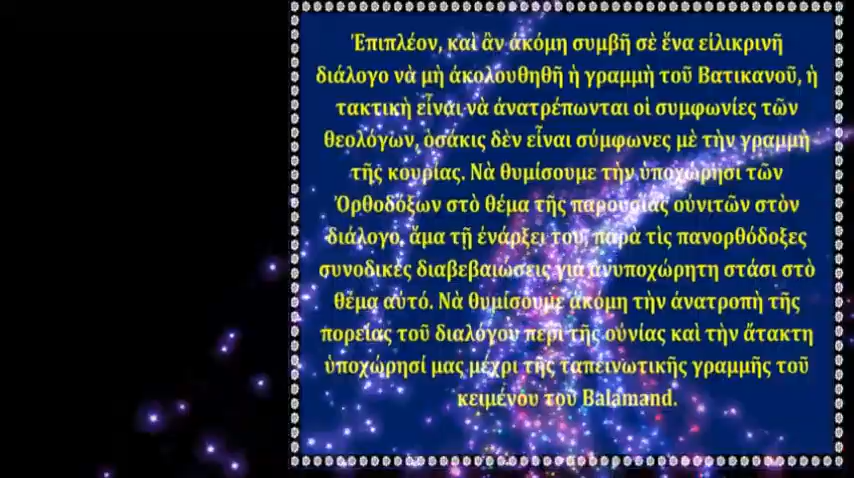 Ἐπιπλέον, καὶ ἂν ἀκόμη συμβῆ σὲ ἕνα εἰλικρινῆ
διάλογο νὰ μὴ ἀκολουθηθῆ ἡ γραμμὴ τοῦ Βατικανοῦ, ἡ
τακτικὴ εἶναι νὰ ἀνατρέπωνται οἱ συμφωνίες τῶν
θεολόγων, ὁσάκις δὲν εἶναι σύμφωνες μὲ τὴν γραμμὴ
τῆς κουρίας. Νὰ θυμίσουμε τὴν ὑποχώρησι τῶν
Ὀρθοδόξων στὸ θέμα τῆς παρουσίας οὐνιτῶν στὸν
διάλογο, ἅμα τῇ ἐνάρξει του, παρὰ τὶς πανορθόδοξες
συνοδικὲς διαβεβαιώσεις γιὰ ἀνυποχώρητη στάσι στὸ
θέμα αὐτό. Νὰ θυμίσουμε ἀκόμη τὴν ἀνατροπὴ τῆς
πορείας τοῦ διαλόγου περὶ τῆς οὐνίας καὶ τὴν ἄτακτη
ὑποχώρησί μας μέχρι τῆς ταπεινωτικῆς γραμμῆς τοῦ
κειμένου τοῦ Balamand.